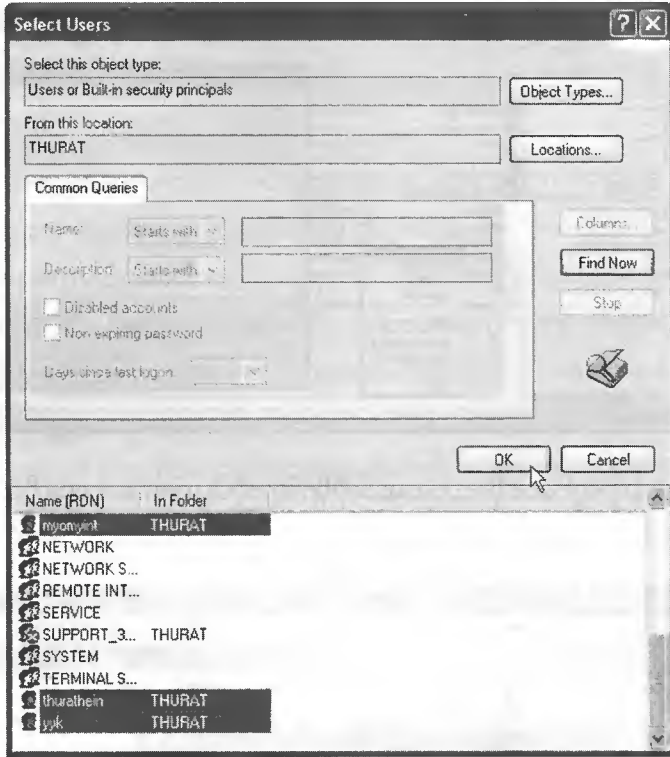 Select Users
Select this object type:
Users or Built-in security principals
Object Types...
From this location:
THURAT
Locations...
Common Queries
Name: Starts with
Columns...
Description: Starts with
Find Now
Disabled accounts
Stop
Non expiring password
Days since last logon:
OK Cancel
Name (RDN) In Folder
myomyint THURAT
NETWORK
NETWORK S...
REMOTE INT...
SERVICE
SUPPORT_3... THURAT
SYSTEM
TERMINAL S...
thurathein THURAT
yyk THURAT